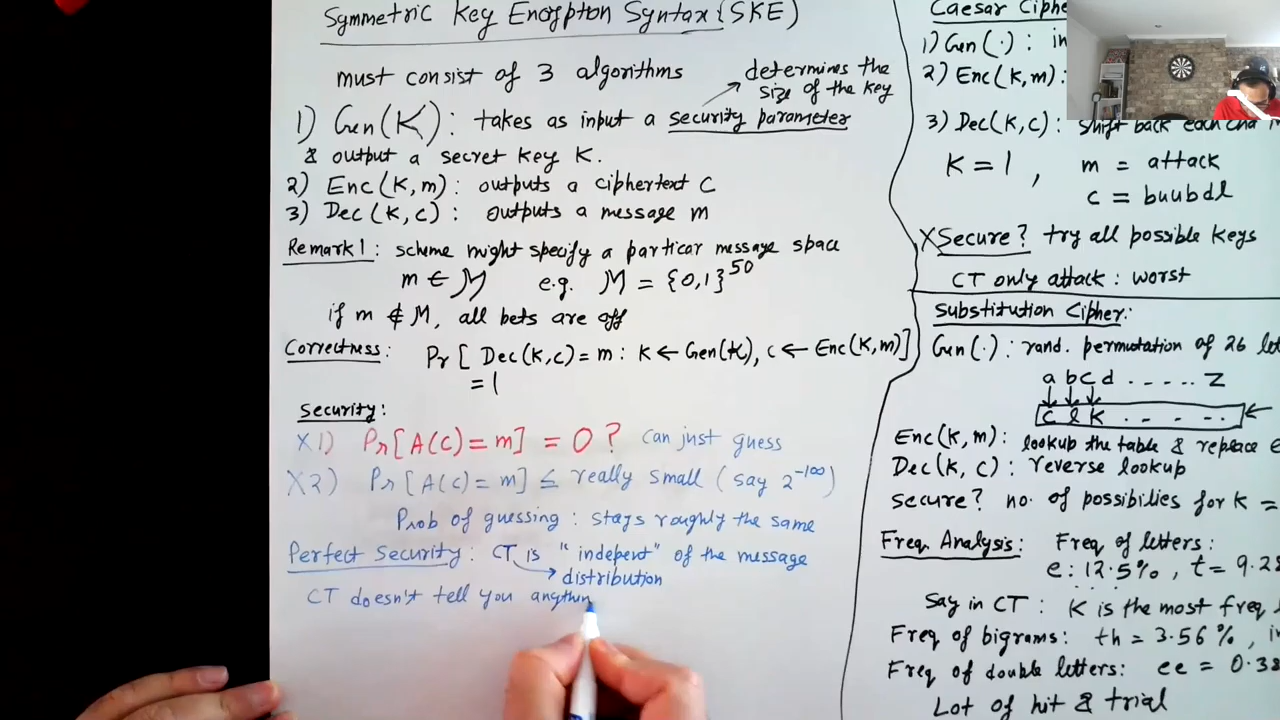 Symmetric Key Encryption Syntax (SKE)
must consist of 3 algorithms
determines the
size of the key
1) Gen(K): takes as input a security parameter
& output a secret key K.
2) Enc(K,m): outputs a ciphertext C
3) Dec(K,c): outputs a message m
Remark1: scheme might specify a particar message space
m ∈ M e.g. M = {0,1}^50
if m ∉ M, all bets are off
Correctness: Pr[Dec(K,c)=m: K←Gen(K), c←Enc(K,m)]
=1
Security:
X1) Pr[A(C)=m] = 0? Can just guess
X2) Pr[A(C)=m] ≤ really small (say 2^-100)
Prob of guessing: stays roughly the same
Perfect Security: CT is "indepent" of the message
distribution
CT doesn't tell you anythin
Caesar Ciphe
1) Gen(·): in
2) Enc(K,m):
3) Dec(K,C): shift back each cha
K=1, m = attack
c = buubdl
X Secure? try all possible keys
CT only attack: worst
Substitution Cipher:
Gen(·): rand. permutation of 26 let
a b c d ..... Z
c l k - - - - -
Enc(K,m): lookup the table & replace e
Dec(K,C): reverse lookup
secure? no. of possibilies for K =
Freq. Analysis: Freq of letters:
e: 12.5%, t = 9.28
Say in CT: K is the most freq l
Freq of bigrams: th = 3.56%, in
Freq of double letters: ee = 0.38
Lot of hit & trial